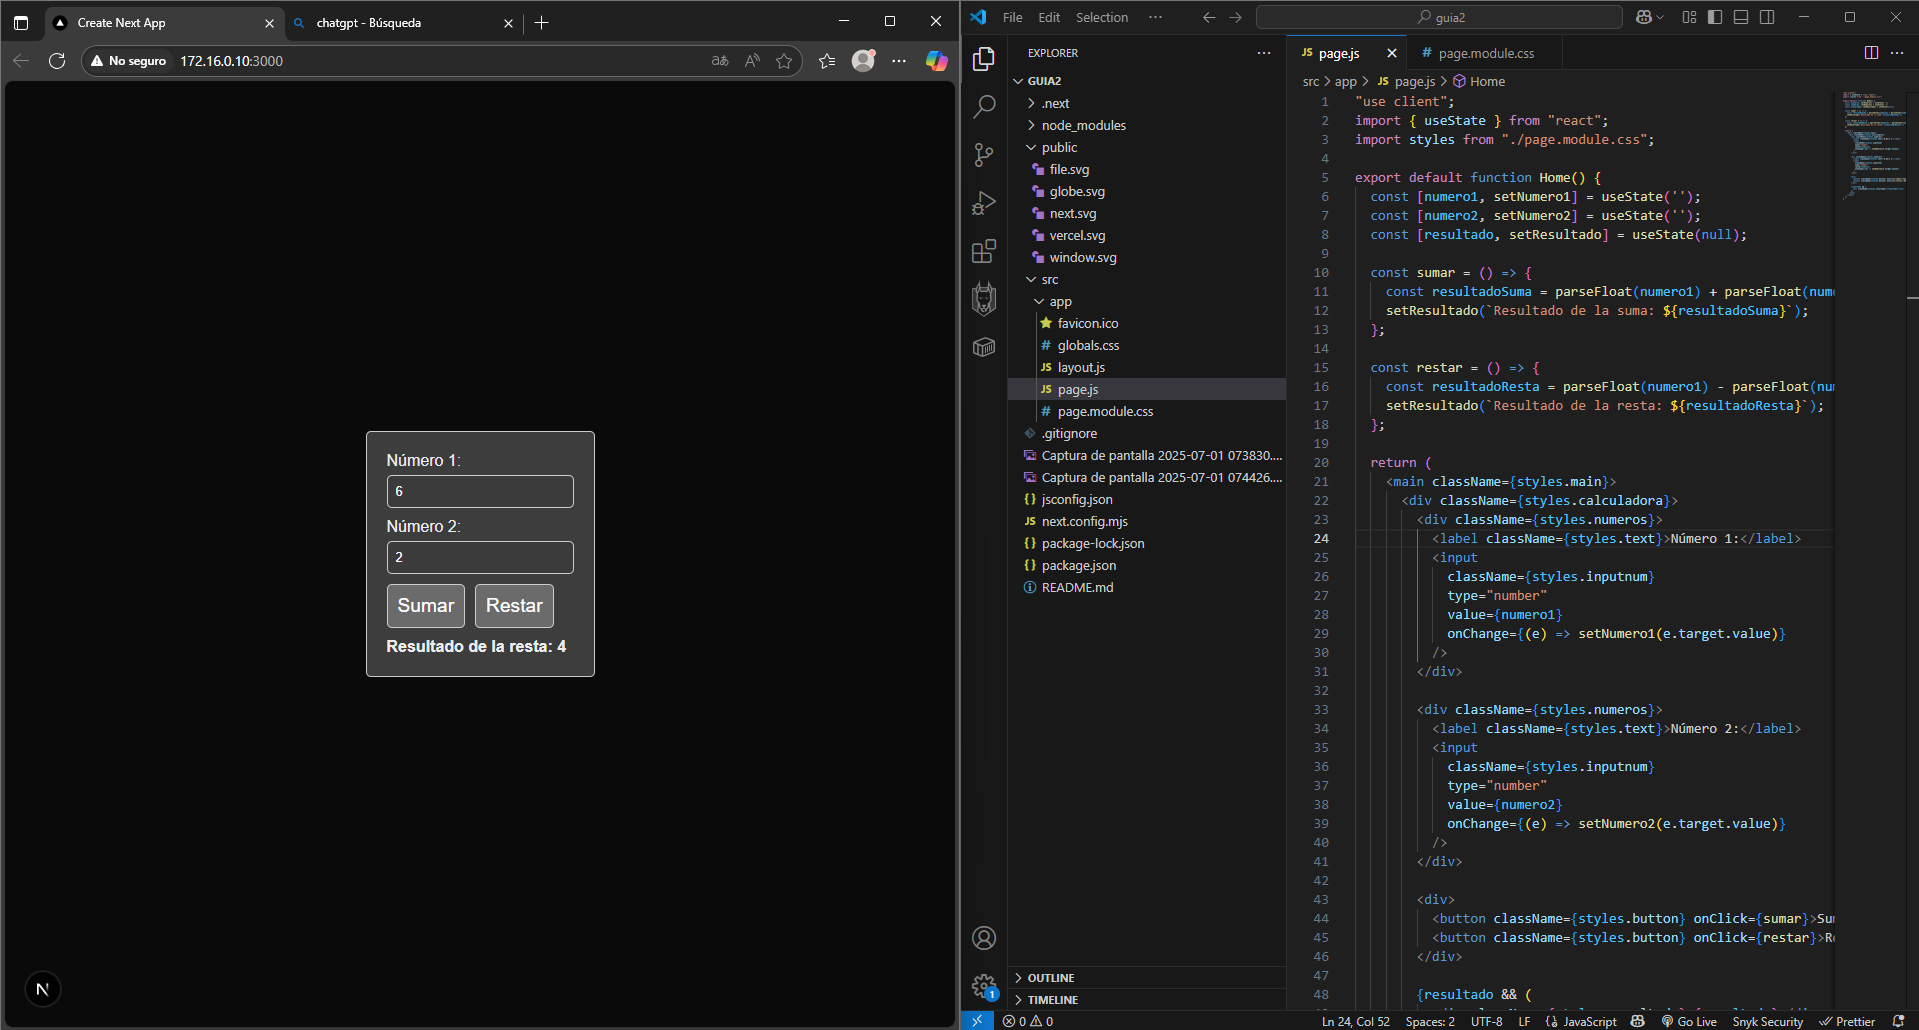 Create Next App
chatgpt - Búsqueda
No seguro
172.16.0.10:3000
Número 1:
6
Número 2:
2
Sumar Restar
Resultado de la resta: 4
N
File Edit Selection ···
guia2
EXPLORER
GUIA2
.next
node_modules
public
file.svg
globe.svg
next.svg
vercel.svg
window.svg
src
app
favicon.ico
globals.css
JS layout.js
JS page.js
page.module.css
.gitignore
Captura de pantalla 2025-07-01 073830....
Captura de pantalla 2025-07-01 074426....
{} jsconfig.json
JS next.config.mjs
{} package-lock.json
{} package.json
README.md
OUTLINE
TIMELINE
1
JS page.js
# page.module.css
src > app > JS page.js > Home
1 "use client";
2 import { useState } from "react";
3 import styles from "./page.module.css";
4
5 export default function Home() {
6 const [numero1, setNumero1] = useState('');
7 const [numero2, setNumero2] = useState('');
8 const [resultado, setResultado] = useState(null);
9
10 const sumar = () => {
11 const resultadoSuma = parseFloat(numero1) + parseFloat(num
12 setResultado(`Resultado de la suma: ${resultadoSuma}`);
13 };
14
15 const restar = () => {
16 const resultadoResta = parseFloat(numero1) - parseFloat(nu
17 setResultado(`Resultado de la resta: ${resultadoResta}`);
18 };
19
20 return (
21 <main className={styles.main}>
22 <div className={styles.calculadora}>
23 <div className={styles.numeros}>
24 <label className={styles.text}>Número 1:</label>
25 <input
26 className={styles.inputnum}
27 type="number"
28 value={numero1}
29 onChange={(e) => setNumero1(e.target.value)}
30 />
31 </div>
32
33 <div className={styles.numeros}>
34 <label className={styles.text}>Número 2:</label>
35 <input
36 className={styles.inputnum}
37 type="number"
38 value={numero2}
39 onChange={(e) => setNumero2(e.target.value)}
40 />
41 </div>
42
43 <div>
44 <button className={styles.button} onClick={sumar}>Su
45 <button className={styles.button} onClick={restar}>R
46 </div>
47
48 {resultado && (
0 0 Ln 24, Col 52 Spaces: 2 UTF-8 LF {} JavaScript Go Live Snyk Security Prettier